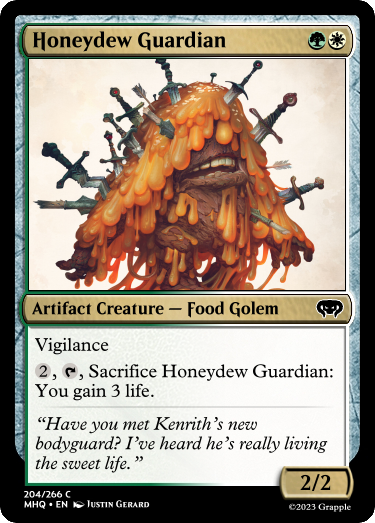 Honeydew Guardian
Artifact Creature — Food Golem
Vigilance
2, T, Sacrifice Honeydew Guardian:
You gain 3 life.
“Have you met Kenrith’s new
bodyguard? I’ve heard he’s really living
the sweet life.”
2/2
204/266 C
MHQ • EN Justin Gerard
©2023 Grapple